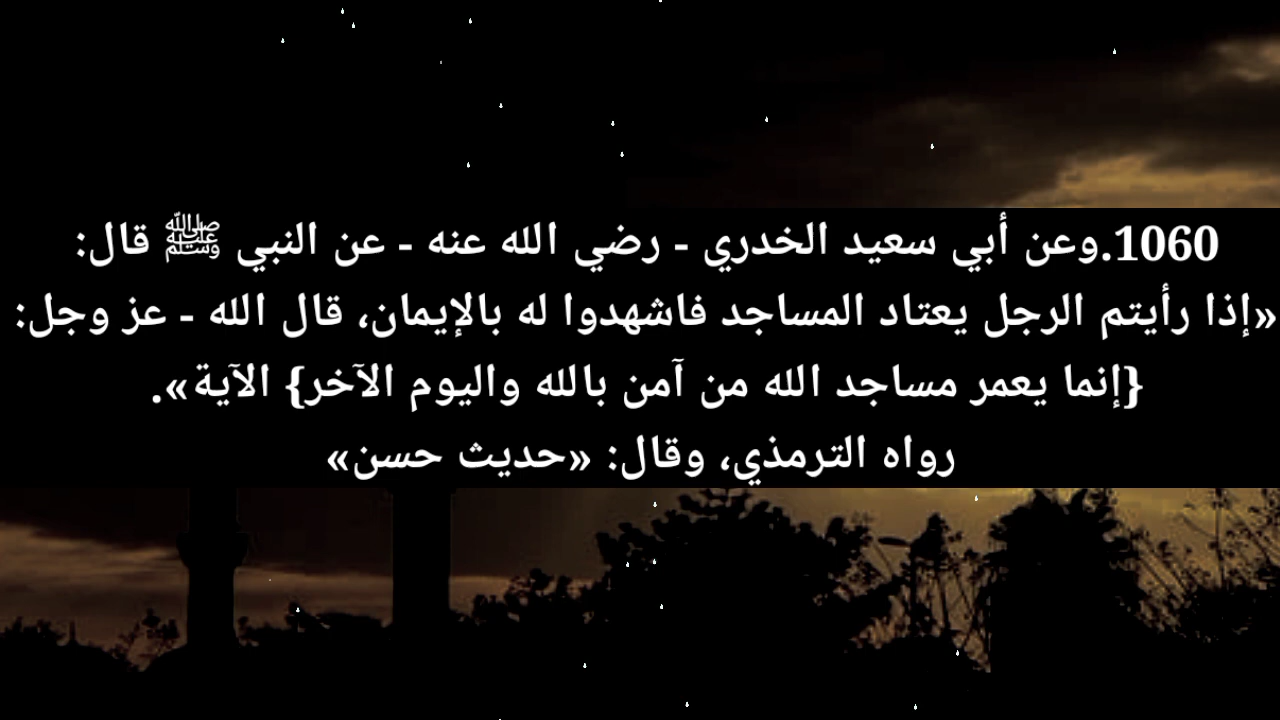 1060.وعن أبي سعيد الخدري - رضي الله عنه - عن النبي ﷺ قال:
«إذا رأيتم الرجل يعتاد المساجد فاشهدوا له بالإيمان، قال الله - عز وجل:
{إنما يعمر مساجد الله من آمن بالله واليوم الآخر} الآية».
رواه الترمذي، وقال: «حديث حسن»